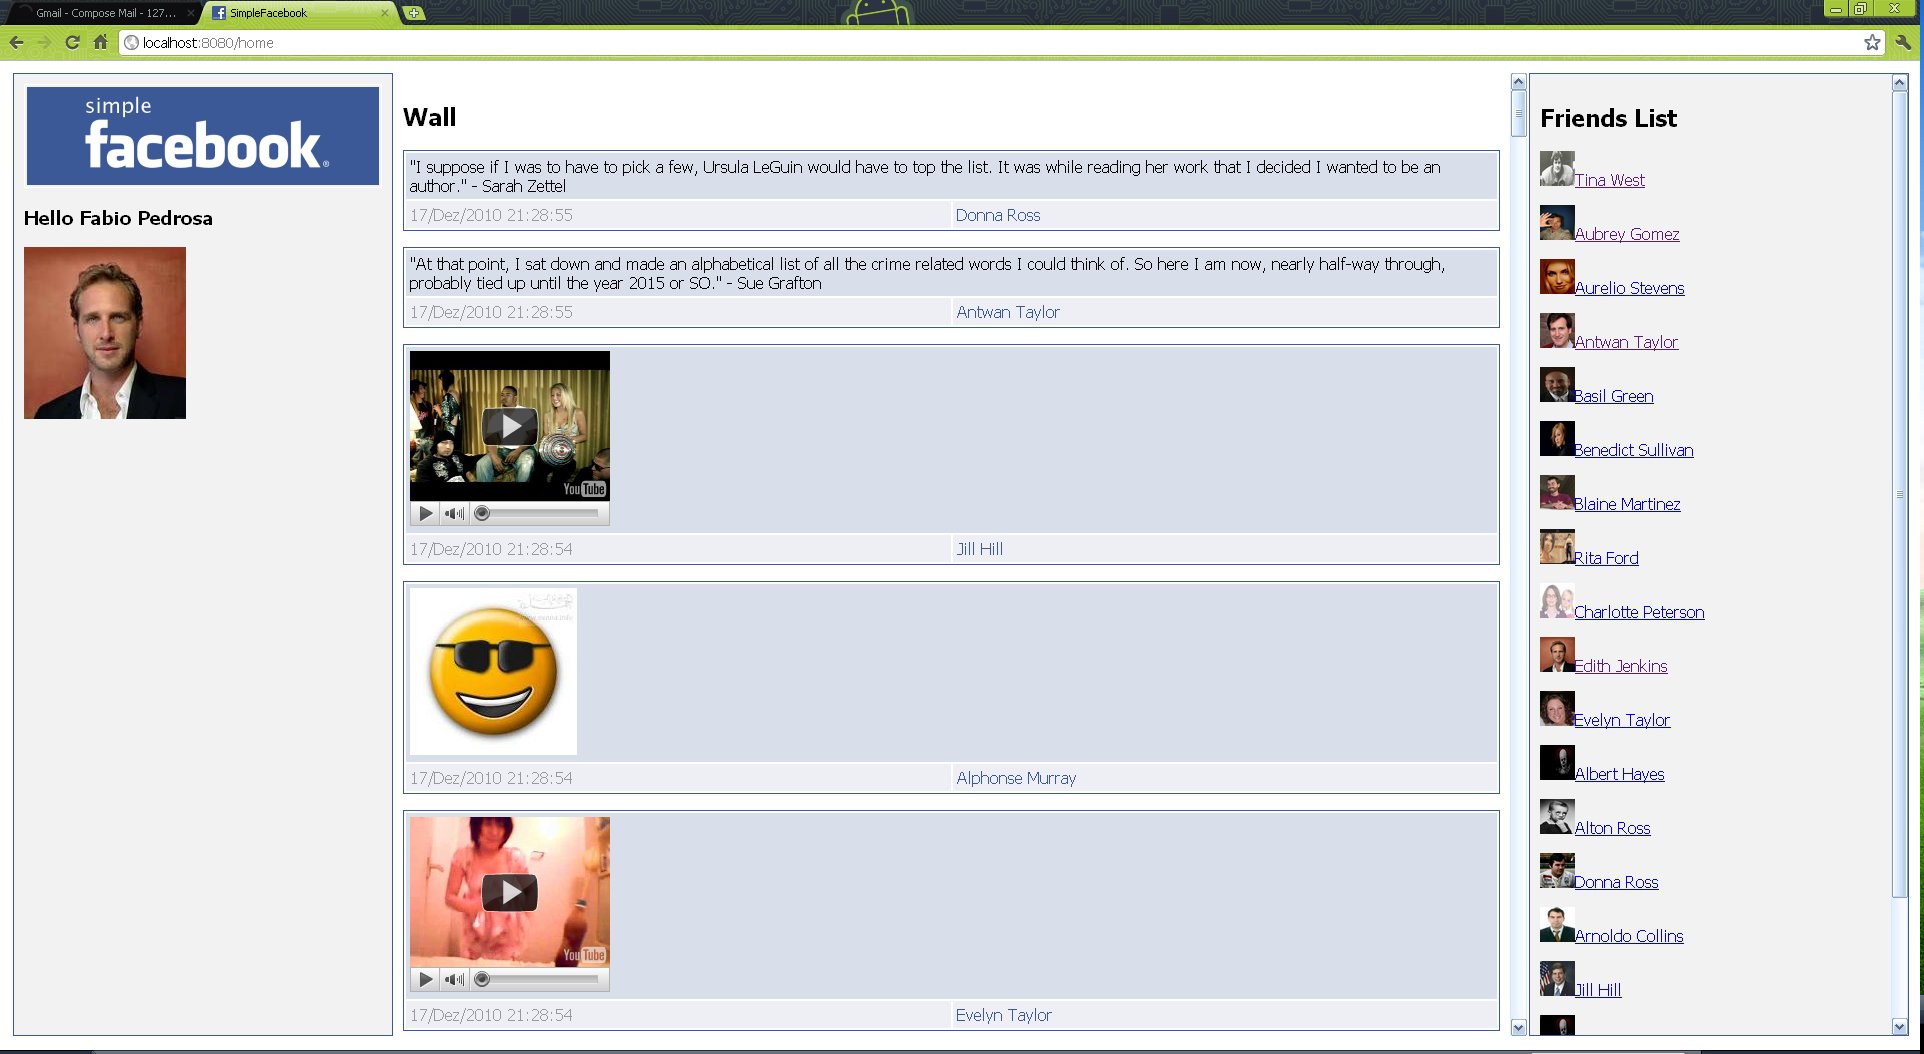 Gmail - Compose Mail - 127...
SimpleFacebook
localhost:8080/home
simple
facebook®
Hello Fabio Pedrosa
Wall
"I suppose if I was to have to pick a few, Ursula LeGuin would have to top the list. It was while reading her work that I decided I wanted to be an
author." - Sarah Zettel
17/Dez/2010 21:28:55
Donna Ross
"At that point, I sat down and made an alphabetical list of all the crime related words I could think of. So here I am now, nearly half-way through,
probably tied up until the year 2015 or SO." - Sue Grafton
17/Dez/2010 21:28:55
Antwan Taylor
YouTube
17/Dez/2010 21:28:54
Jill Hill
17/Dez/2010 21:28:54
Alphonse Murray
YouTube
17/Dez/2010 21:28:54
Evelyn Taylor
Friends List
Tina West
Aubrey Gomez
Aurelio Stevens
Antwan Taylor
Basil Green
Benedict Sullivan
Blaine Martinez
Rita Ford
Charlotte Peterson
Edith Jenkins
Evelyn Taylor
Albert Hayes
Alton Ross
Donna Ross
Arnoldo Collins
Jill Hill